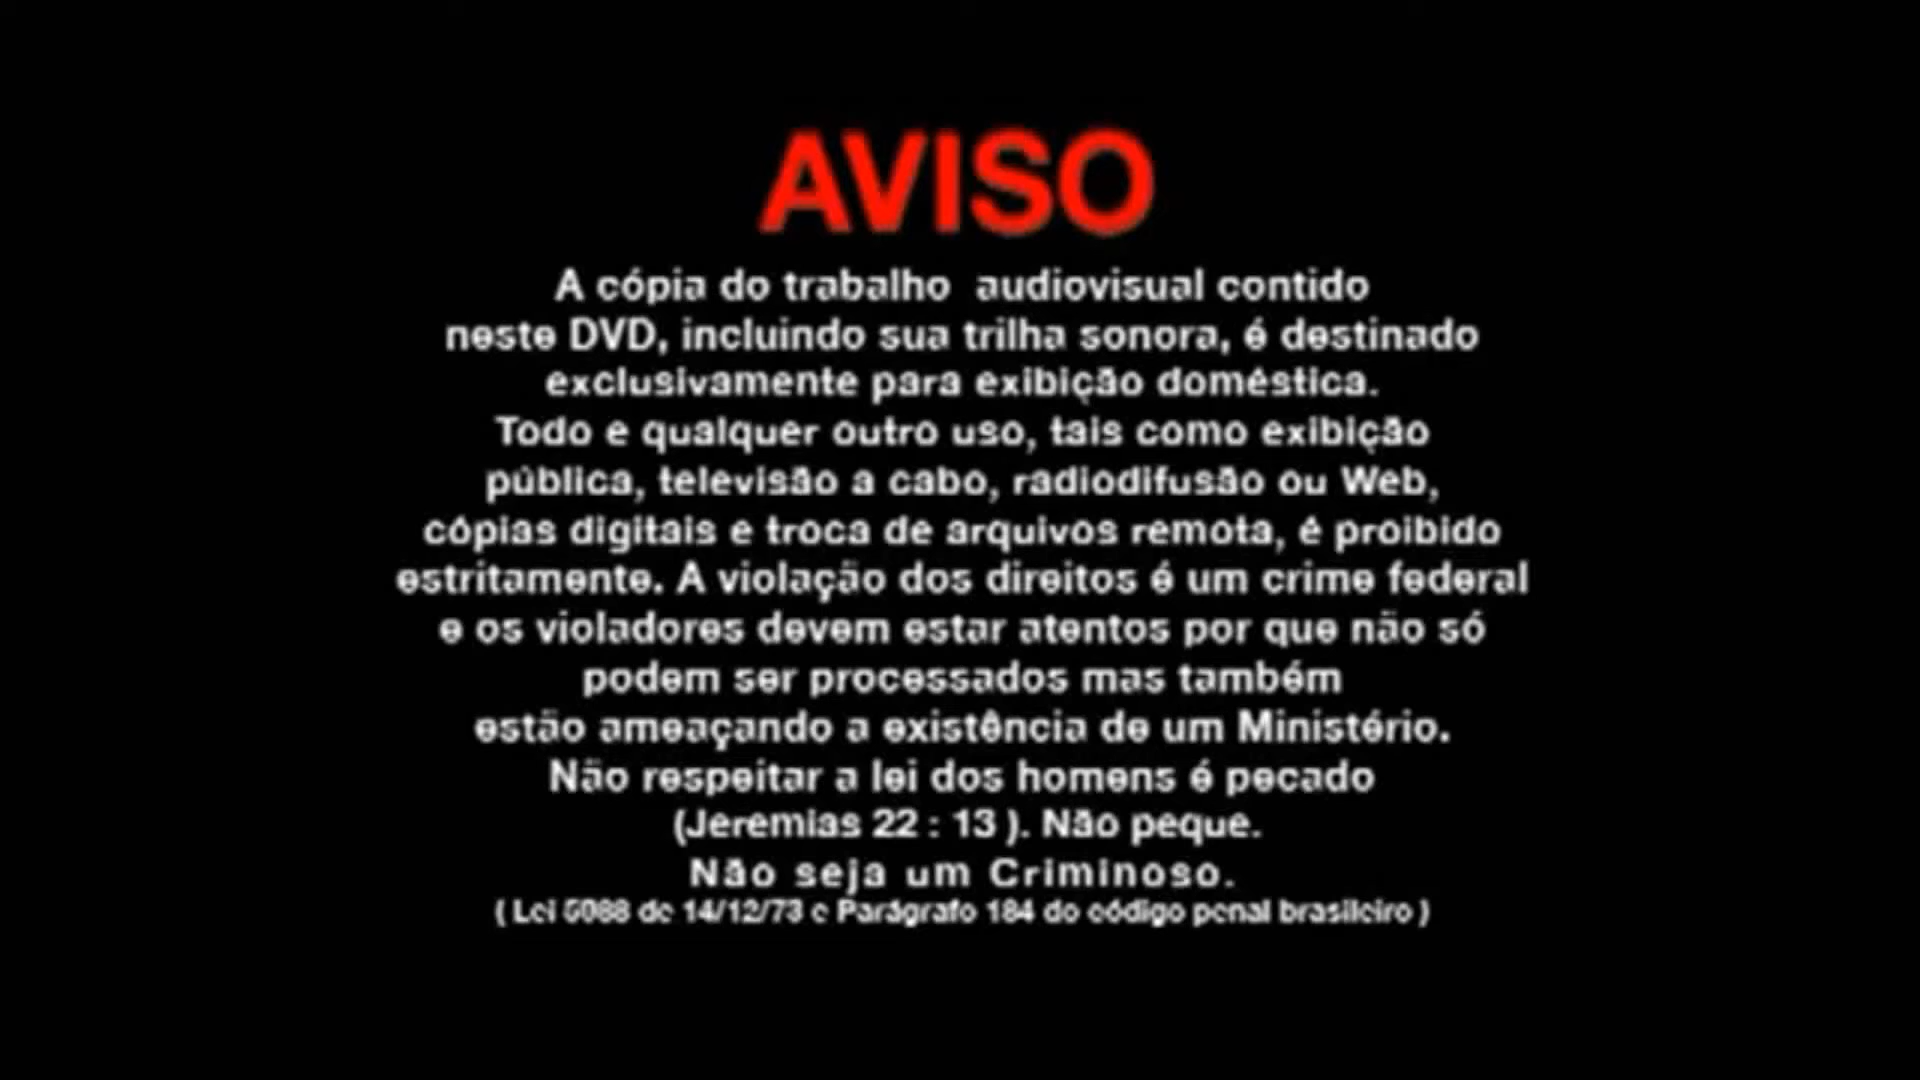 AVISO
A cópia do trabalho audiovisual contido
neste DVD, incluindo sua trilha sonora, é destinado
exclusivamente para exibição doméstica.
Todo e qualquer outro uso, tais como exibição
pública, televisão a cabo, radiodifusão ou Web,
cópias digitais e troca de arquivos remota, é proibido
estritamente. A violação dos direitos é um crime federal
e os violadores devem estar atentos por que não só
podem ser processados mas também
estão ameaçando a existência de um Ministério.
Não respeitar a lei dos homens é pecado
(Jeremias 22 : 13 ). Não peque.
Não seja um Criminoso.
( Lei de 14/12/73 e Parágrafo 184 do código penal brasileiro )